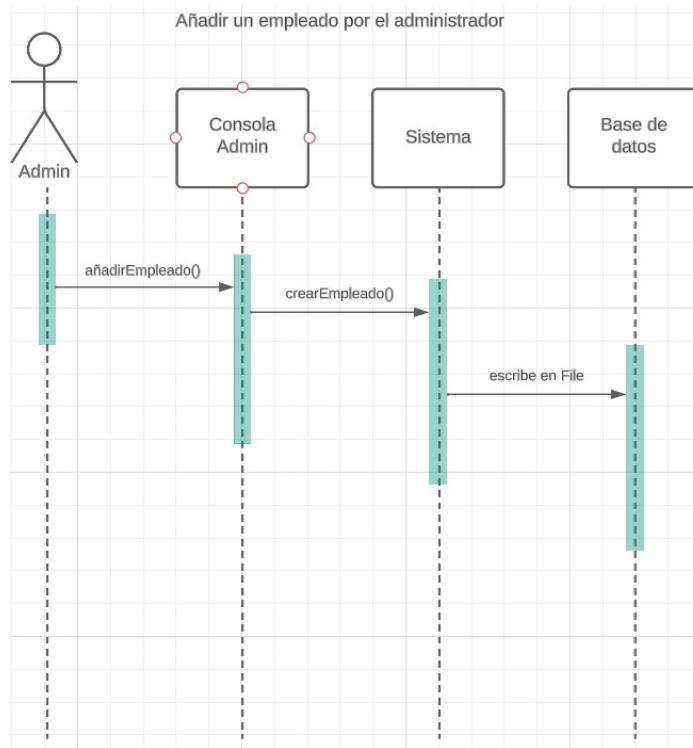 Añadir un empleado por el administrador
Consola
Admin
Sistema
Base de
datos
Admin
añadirEmpleado()
crearEmpleado()
escribe en File